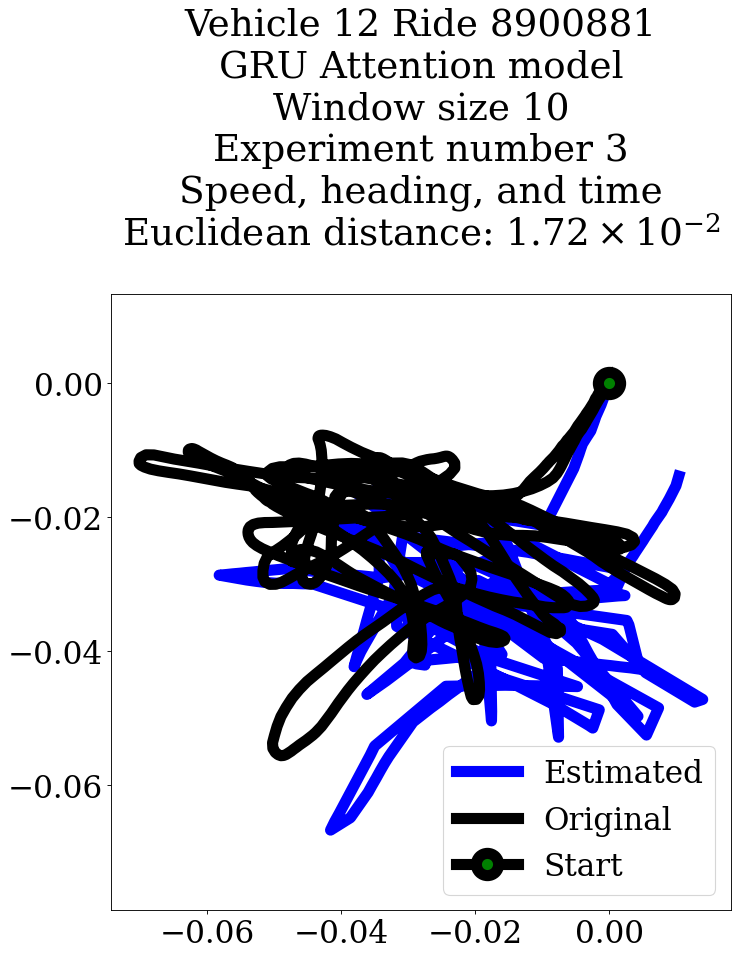 Vehicle 12 Ride 8900881
GRU Attention model
Window size 10
Experiment number 3
Speed, heading, and time
Euclidean distance: 1.72 × 10⁻²
0.00
−0.02
−0.04
−0.06
Estimated
Original
Start
−0.06 −0.04 −0.02 0.00